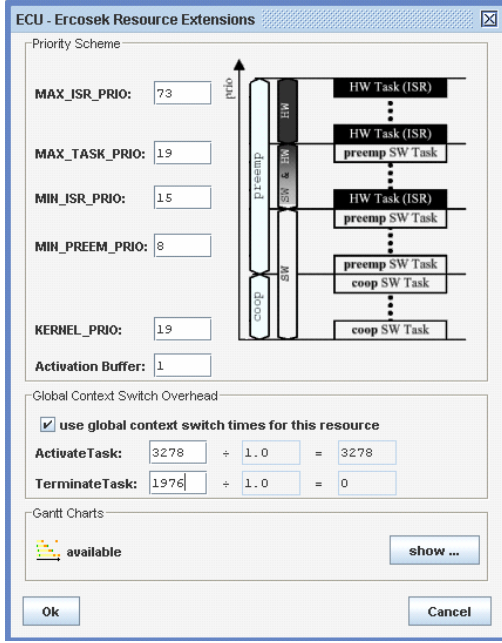 ECU - Ercosek Resource Extensions
Priority Scheme
MAX_ISR_PRIO: 73
MAX_TASK_PRIO: 19
MIN_ISR_PRIO: 15
MIN_PREEM_PRIO: 8
KERNEL_PRIO: 19
Activation Buffer: 1
prio
preemp
coop
HW
SW & HW
SW
HW Task (ISR)
HW Task (ISR)
preemp SW Task
HW Task (ISR)
preemp SW Task
preemp SW Task
coop SW Task
coop SW Task
Global Context Switch Overhead
use global context switch times for this resource
ActivateTask: 3278 ÷ 1.0 = 3278
TerminateTask: 1976 ÷ 1.0 = 0
Gantt Charts
available show ...
Ok Cancel